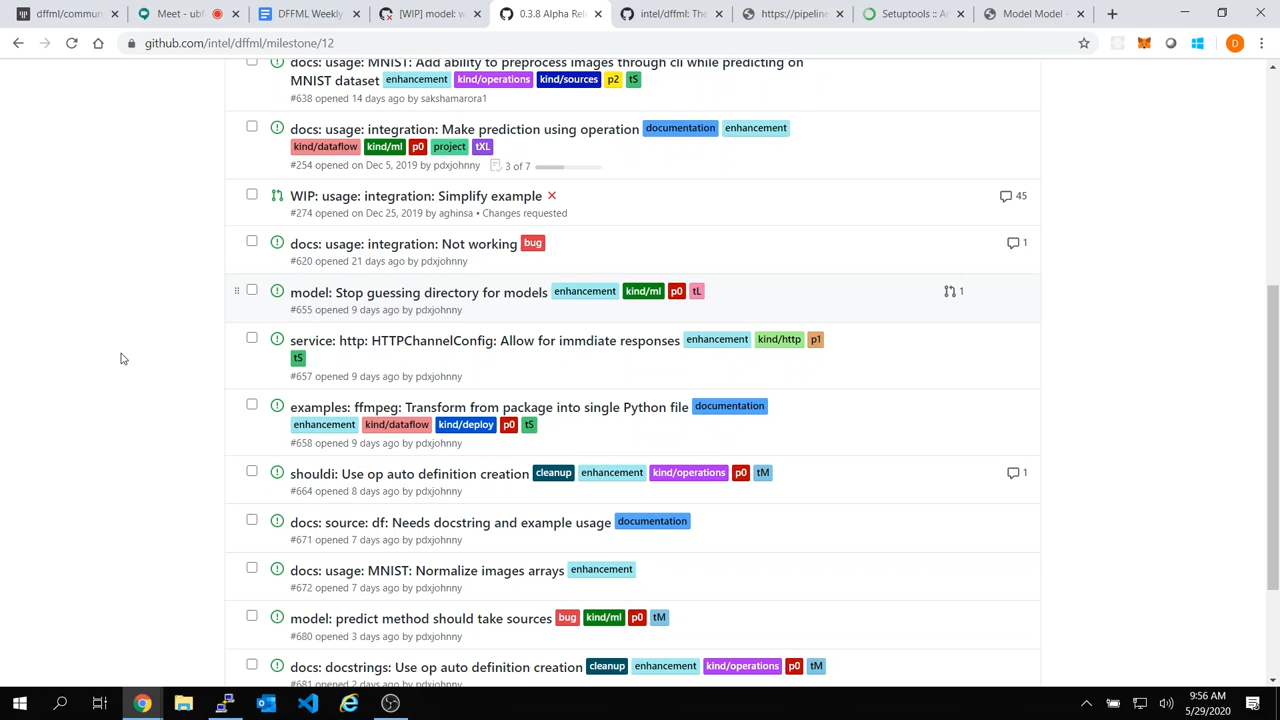 dffml/commun
Meet - ubf
DFFML Weekly
[WIP] model: w
0.3.8 Alpha Rel
intel/dffml: The
https://pipeline
Setuptools :: An
Model Model -
github.com/intel/dffml/milestone/12
D
docs: usage: MNIST: Add ability to preprocess images through cli while predicting on
MNIST dataset enhancement kind/operations kind/sources p2 tS
#638 opened 14 days ago by sakshamarora1
docs: usage: integration: Make prediction using operation documentation enhancement
kind/dataflow kind/ml p0 project tXL
#254 opened on Dec 5, 2019 by pdxjohnny 3 of 7
WIP: usage: integration: Simplify example 45
#274 opened on Dec 25, 2019 by aghinsa • Changes requested
docs: usage: integration: Not working bug 1
#620 opened 21 days ago by pdxjohnny
model: Stop guessing directory for models enhancement kind/ml p0 tL 1
#655 opened 9 days ago by pdxjohnny
service: http: HTTPChannelConfig: Allow for immdiate responses enhancement kind/http p1
tS
#657 opened 9 days ago by pdxjohnny
examples: ffmpeg: Transform from package into single Python file documentation
enhancement kind/dataflow kind/deploy p0 tS
#658 opened 9 days ago by pdxjohnny
shouldi: Use op auto definition creation cleanup enhancement kind/operations p0 tM 1
#664 opened 8 days ago by pdxjohnny
docs: source: df: Needs docstring and example usage documentation
#671 opened 7 days ago by pdxjohnny
docs: usage: MNIST: Normalize images arrays enhancement
#672 opened 7 days ago by pdxjohnny
model: predict method should take sources bug kind/ml p0 tM
#680 opened 3 days ago by pdxjohnny
docs: docstrings: Use op auto definition creation cleanup enhancement kind/operations p0 tM
#681 opened 2 days ago by pdxjohnny
9:56 AM
5/29/2020